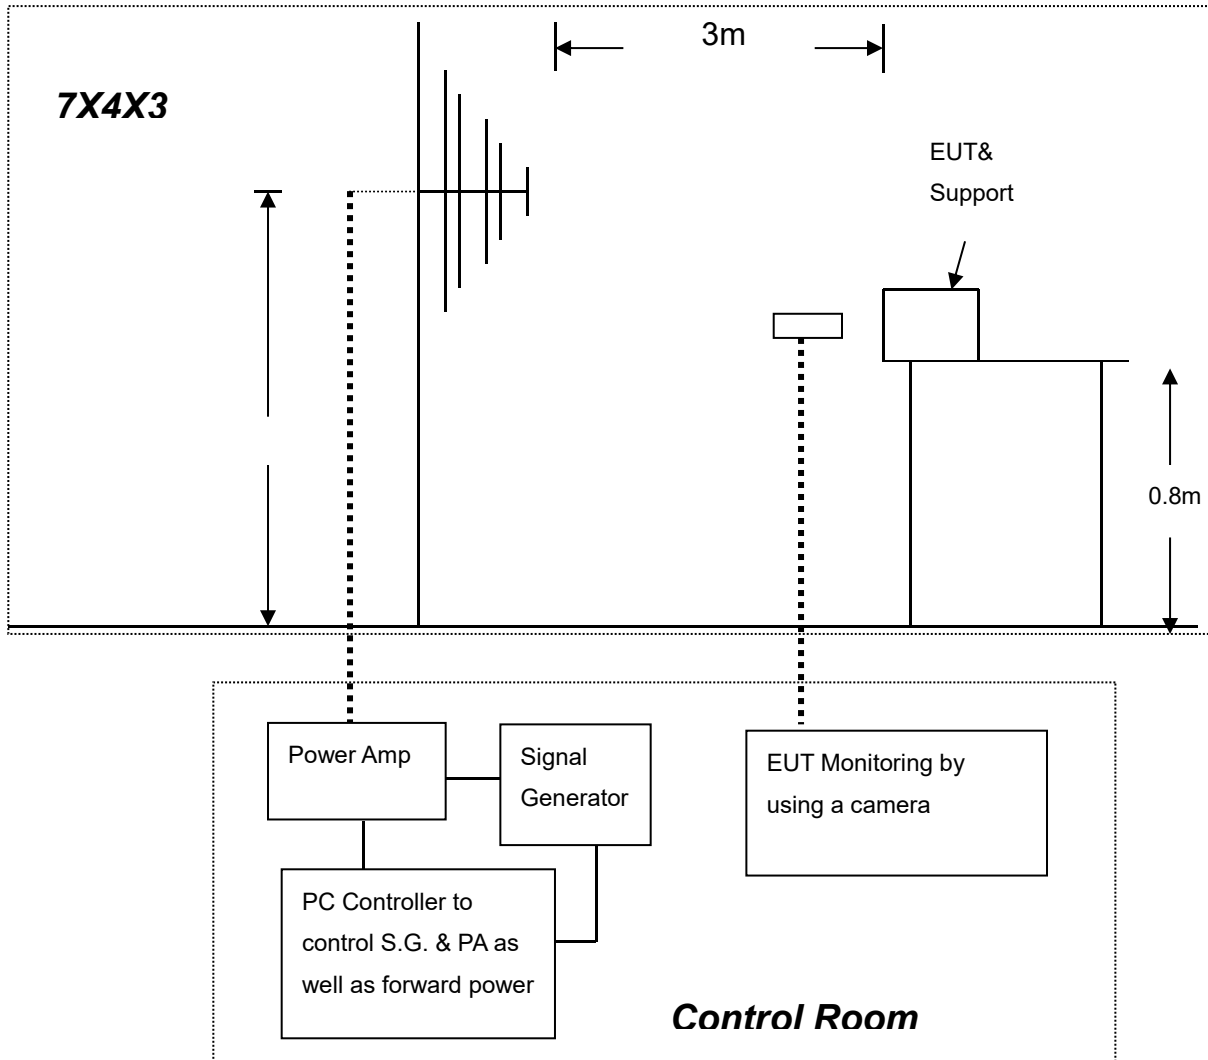 3m
7X4X3
EUT&
Support
0.8m
Power Amp
Signal
Generator
EUT Monitoring by
using a camera
PC Controller to
control S.G. & PA as
well as forward power
Control Room